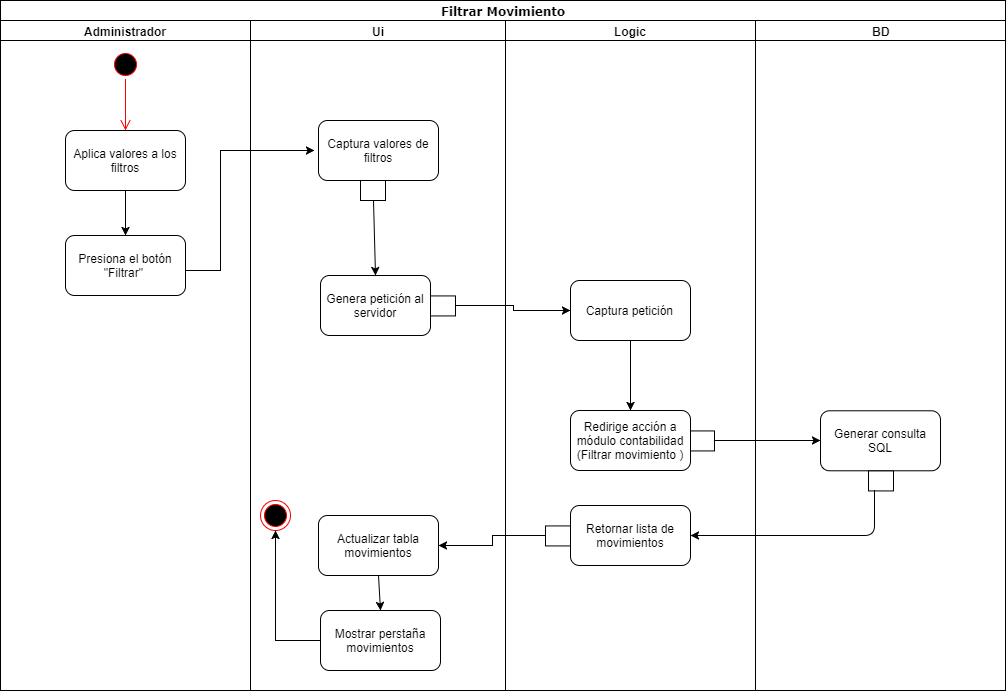 Filtrar Movimiento
Administrador
Ui
Logic
BD
Aplica valores a los
filtros
Presiona el botón
"Filtrar"
Captura valores de
filtros
Genera petición al
servidor
Captura petición
Redirige acción a
módulo contabilidad
(Filtrar movimiento )
Generar consulta
SQL
Retornar lista de
movimientos
Actualizar tabla
movimientos
Mostrar perstaña
movimientos